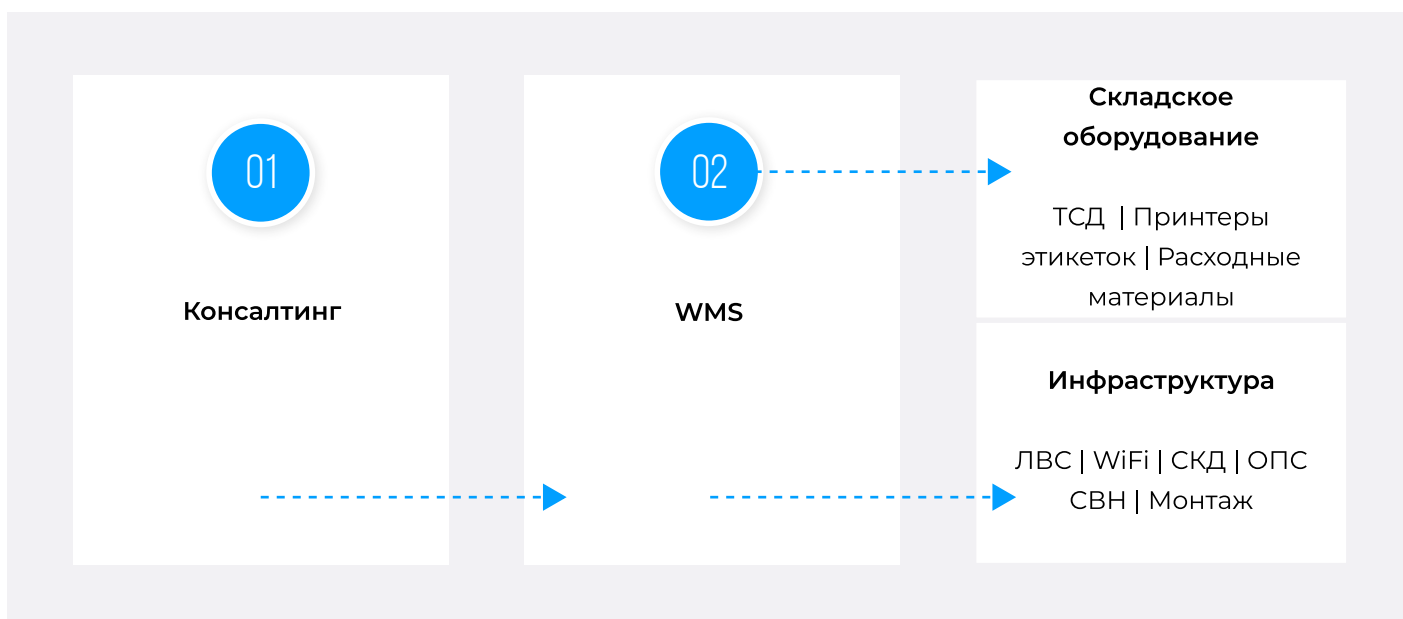 01
Консалтинг
02
WMS
Складское
оборудование
ТСД | Принтеры
этикеток | Расходные
материалы
Инфраструктура
ЛВС | WiFi | СКД | ОПС
СВН | Монтаж